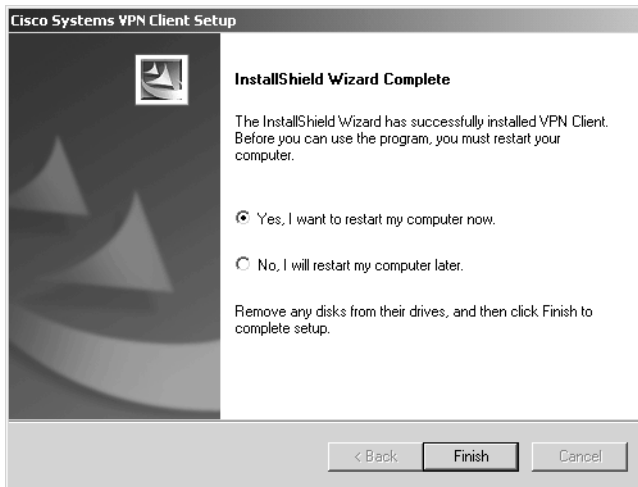 Cisco Systems VPN Client Setup
InstallShield Wizard Complete
The InstallShield Wizard has successfully installed VPN Client.
Before you can use the program, you must restart your
computer.
Yes, I want to restart my computer now.
No, I will restart my computer later.
Remove any disks from their drives, and then click Finish to
complete setup.
< Back Finish Cancel